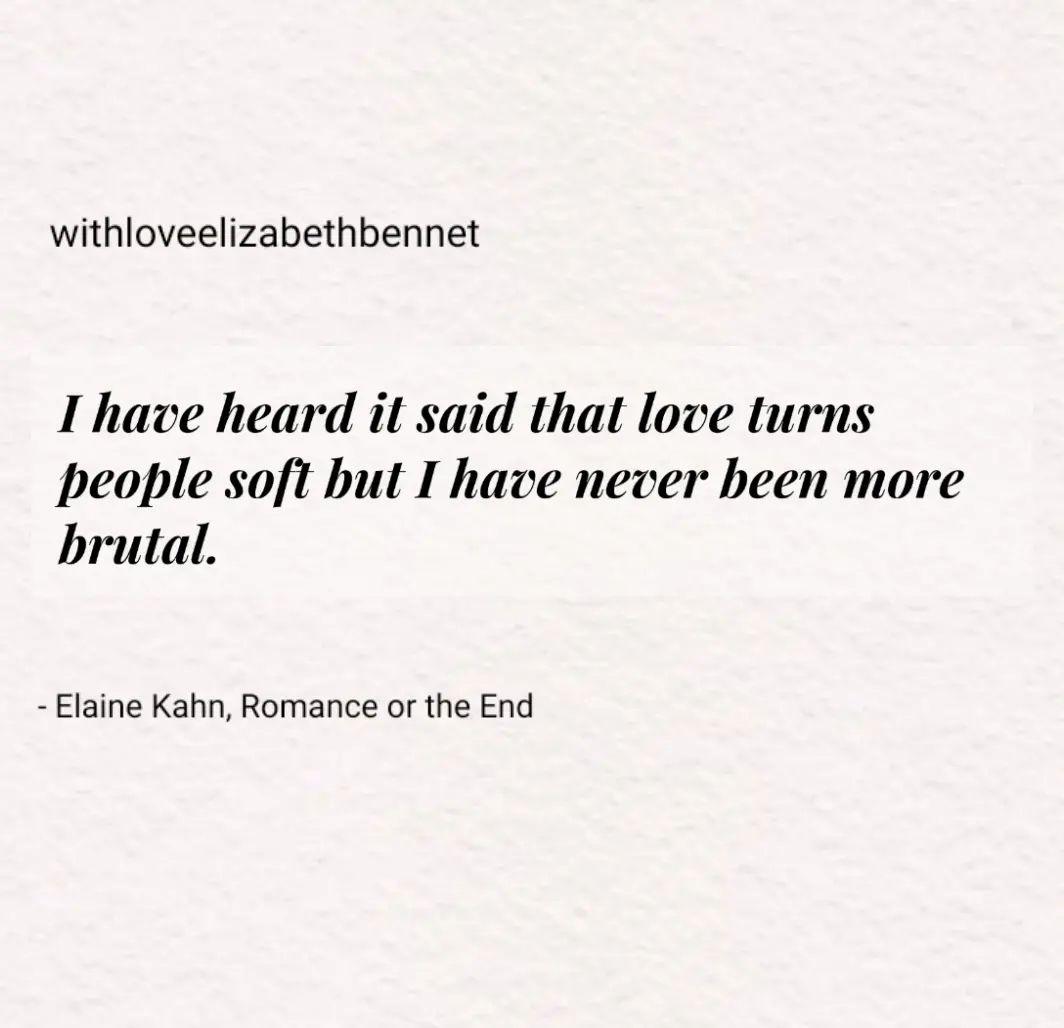 withloveelizabethbennet
I have heard it said that love turns
people soft but I have never been more
brutal.
- Elaine Kahn, Romance or the End